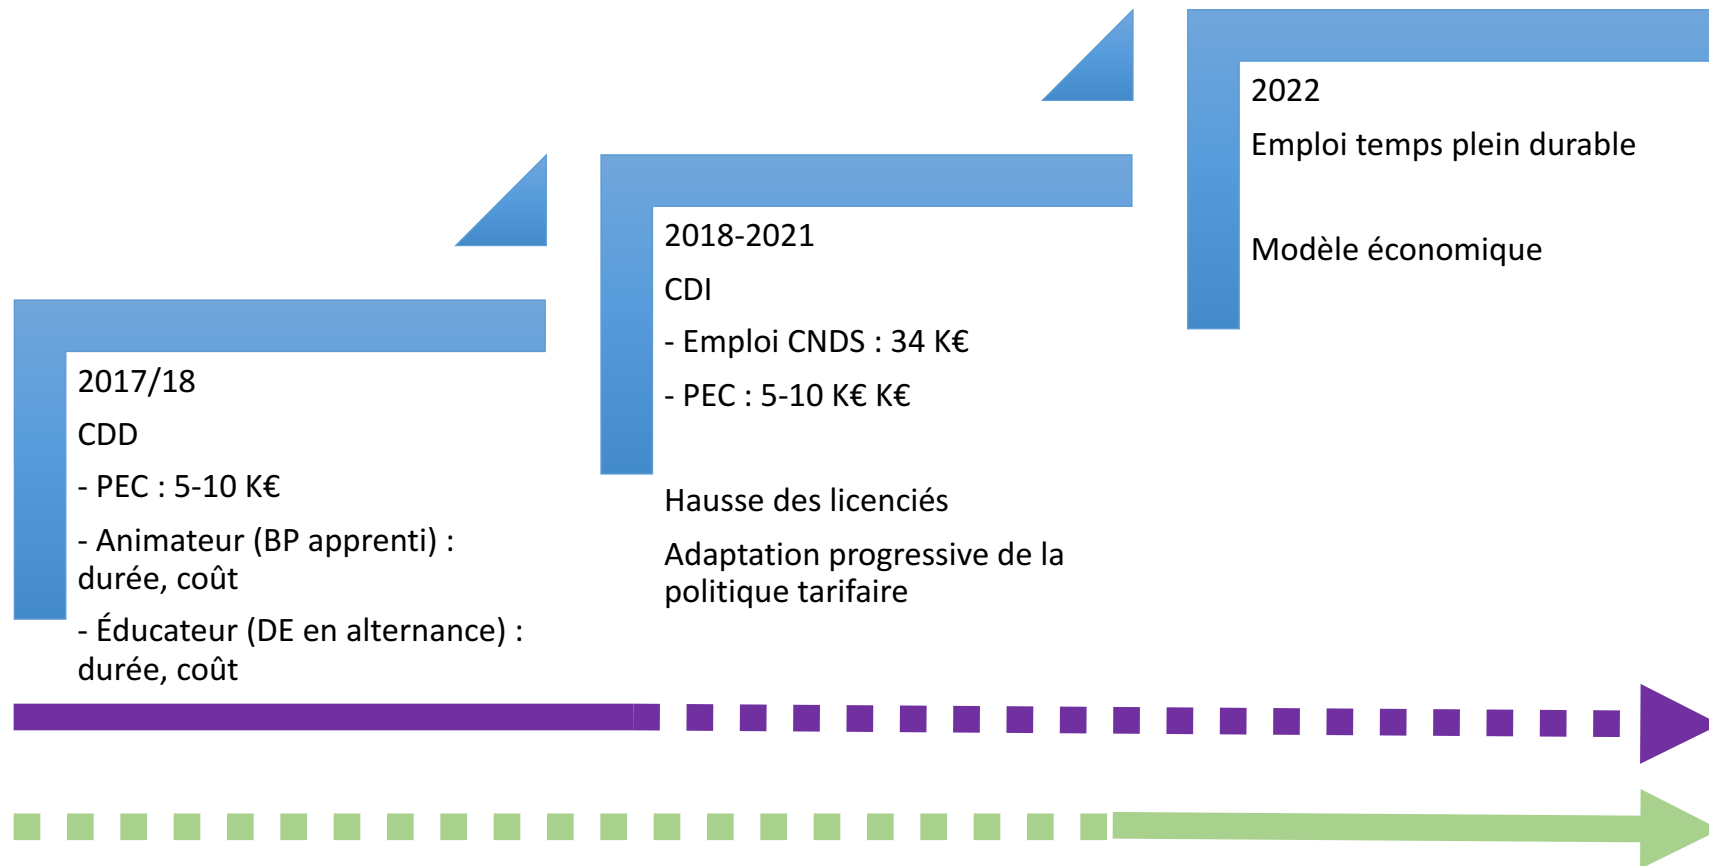 2017/18
CDD
- PEC : 5-10 K€
- Animateur (BP apprenti) :
durée, coût
- Éducateur (DE en alternance) :
durée, coût
2018-2021
CDI
- Emploi CNDS : 34 K€
- PEC : 5-10 K€ K€
Hausse des licenciés
Adaptation progressive de la
politique tarifaire
2022
Emploi temps plein durable
Modèle économique